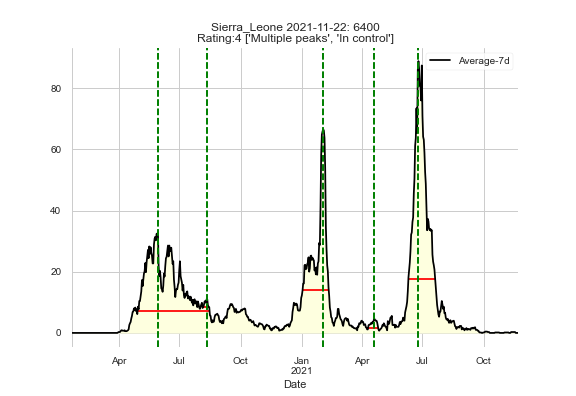 Sierra_Leone 2021-11-22: 6400
Rating:4 ['Multiple peaks', 'In control']
Average-7d
80
60
40
20
0
Apr Jul Oct Jan Apr Jul Oct
2021
Date